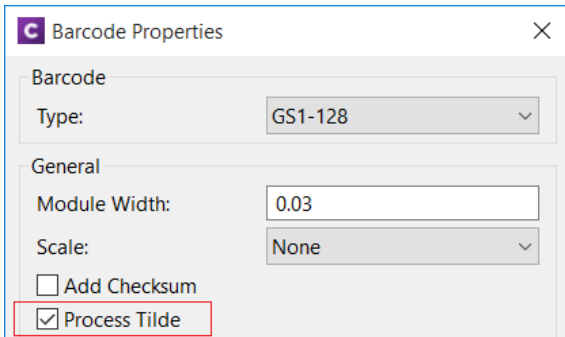 C Barcode Properties
Barcode
Type: GS1-128
General
Module Width: 0.03
Scale: None
Add Checksum
Process Tilde